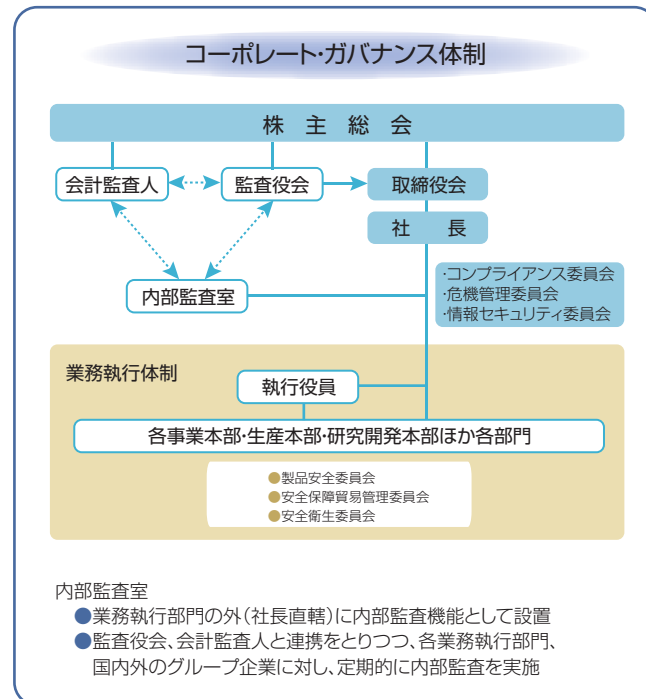 コーポレート・ガバナンス体制
株主総会
会計監査人
監査役会
取締役会
社長
内部監査室
・コンプライアンス委員会
・危機管理委員会
・情報セキュリティ委員会
業務執行体制
執行役員
各事業本部・生産本部・研究開発本部ほか各部門
●製品安全委員会
●安全保障貿易管理委員会
●安全衛生委員会
内部監査室
●業務執行部門の外（社長直轄）に内部監査機能として設置
●監査役会、会計監査人と連携をとりつつ、各業務執行部門、
国内外のグループ企業に対し、定期的に内部監査を実施